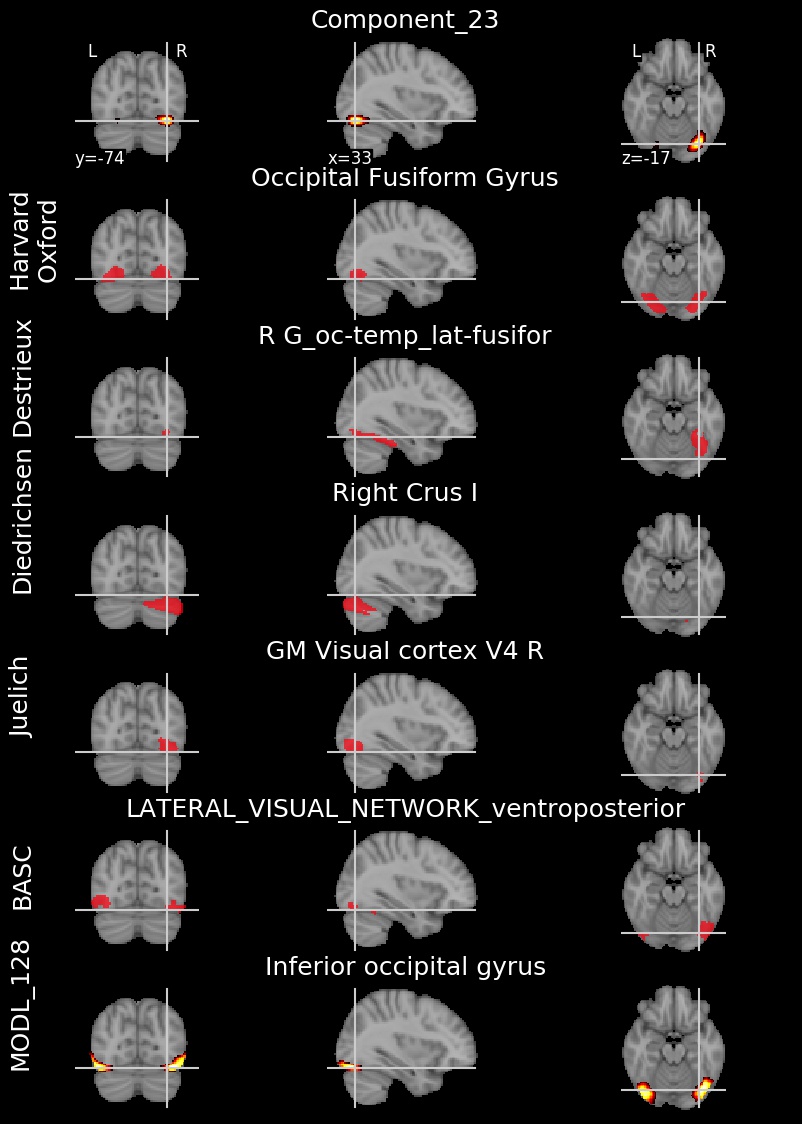 Component_23
L R
L R
y=-74
x=33
z=-17
Occipital Fusiform Gyrus
Harvard
Oxford
R G_oc-temp_lat-fusifor
Destrieux
Right Crus I
Diedrichsen
GM Visual cortex V4 R
Juelich
LATERAL_VISUAL_NETWORK_ventroposterior
BASC
Inferior occipital gyrus
MODL_128